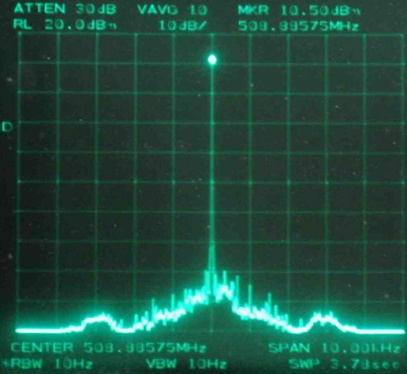 ATTEN 30dB VAVG 10 MKR 10.50dBm
RL 20.0dBm 10dB/ 508.88575MHz
D
CENTER 508.88575MHz SPAN 10.00kHz
*RBW 10Hz VBW 10Hz SWP 3.78sec